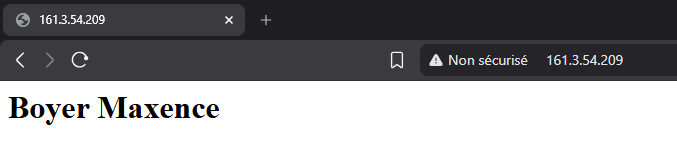 161.3.54.209
Non sécurisé 161.3.54.209
Boyer Maxence